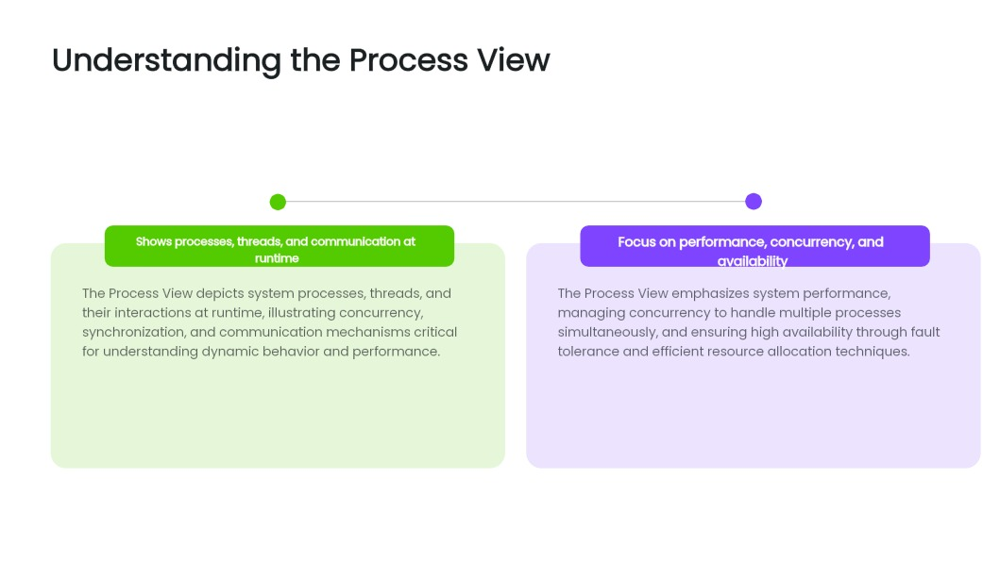 Understanding the Process View
Shows processes, threads, and communication at
runtime
The Process View depicts system processes, threads, and
their interactions at runtime, illustrating concurrency,
synchronization, and communication mechanisms critical
for understanding dynamic behavior and performance.
Focus on performance, concurrency, and
availability
The Process View emphasizes system performance,
managing concurrency to handle multiple processes
simultaneously, and ensuring high availability through fault
tolerance and efficient resource allocation techniques.